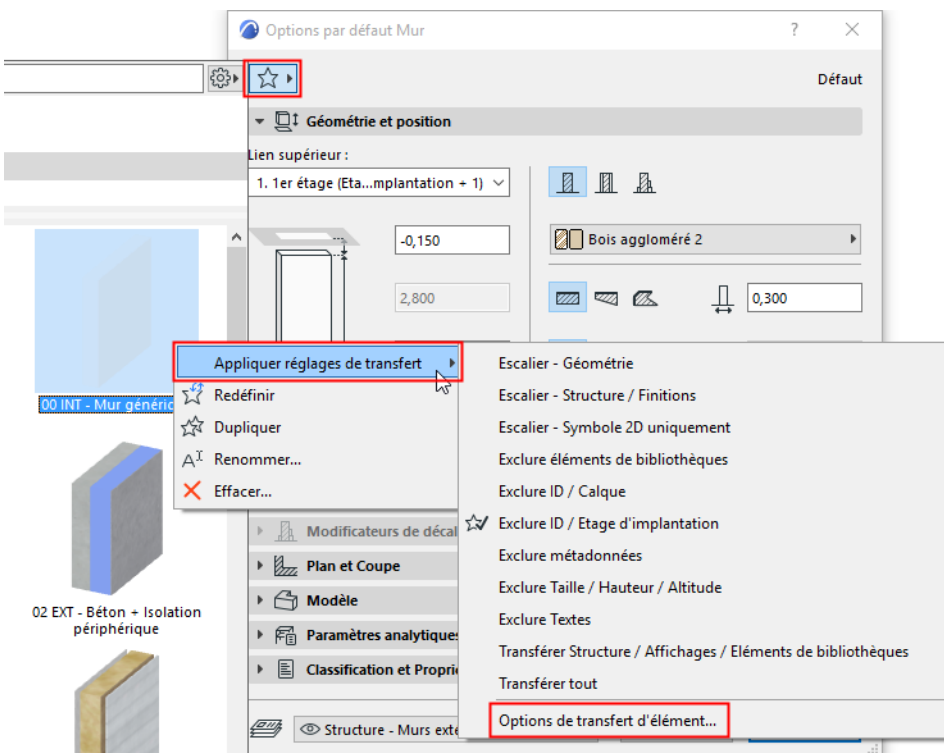 Options par défaut Mur
?
Défaut
Géométrie et position
Lien supérieur :
1. 1er étage (Eta...mplantation + 1)
-0,150
Bois aggloméré 2
2,800
0,300
Appliquer réglages de transfert
Redéfinir
Dupliquer
Renommer...
Effacer...
00 INT - Mur généric
Escalier - Géométrie
Escalier - Structure / Finitions
Escalier - Symbole 2D uniquement
Exclure éléments de bibliothèques
Exclure ID / Calque
Exclure ID / Etage d'implantation
Exclure métadonnées
Exclure Taille / Hauteur / Altitude
Exclure Textes
Transférer Structure / Affichages / Eléments de bibliothèques
Transférer tout
Options de transfert d'élément...
Modificateurs de décal
Plan et Coupe
Modèle
Paramètres analytiques
Classification et Proprié
02 EXT - Béton + Isolation
périphérique
Structure - Murs exte